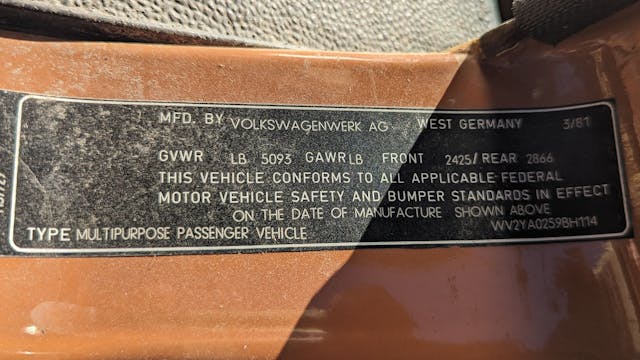 MFD. BY VOLKSWAGENWERK AG WEST GERMANY 3/81
GVWR LB 5093 GAWR LB FRONT 2425/ REAR 2866
THIS VEHICLE CONFORMS TO ALL APPLICABLE FEDERAL
MOTOR VEHICLE SAFETY AND BUMPER STANDARDS IN EFFECT
ON THE DATE OF MANUFACTURE SHOWN ABOVE
WV2YA0259BH114
TYPE MULTIPURPOSE PASSENGER VEHICLE